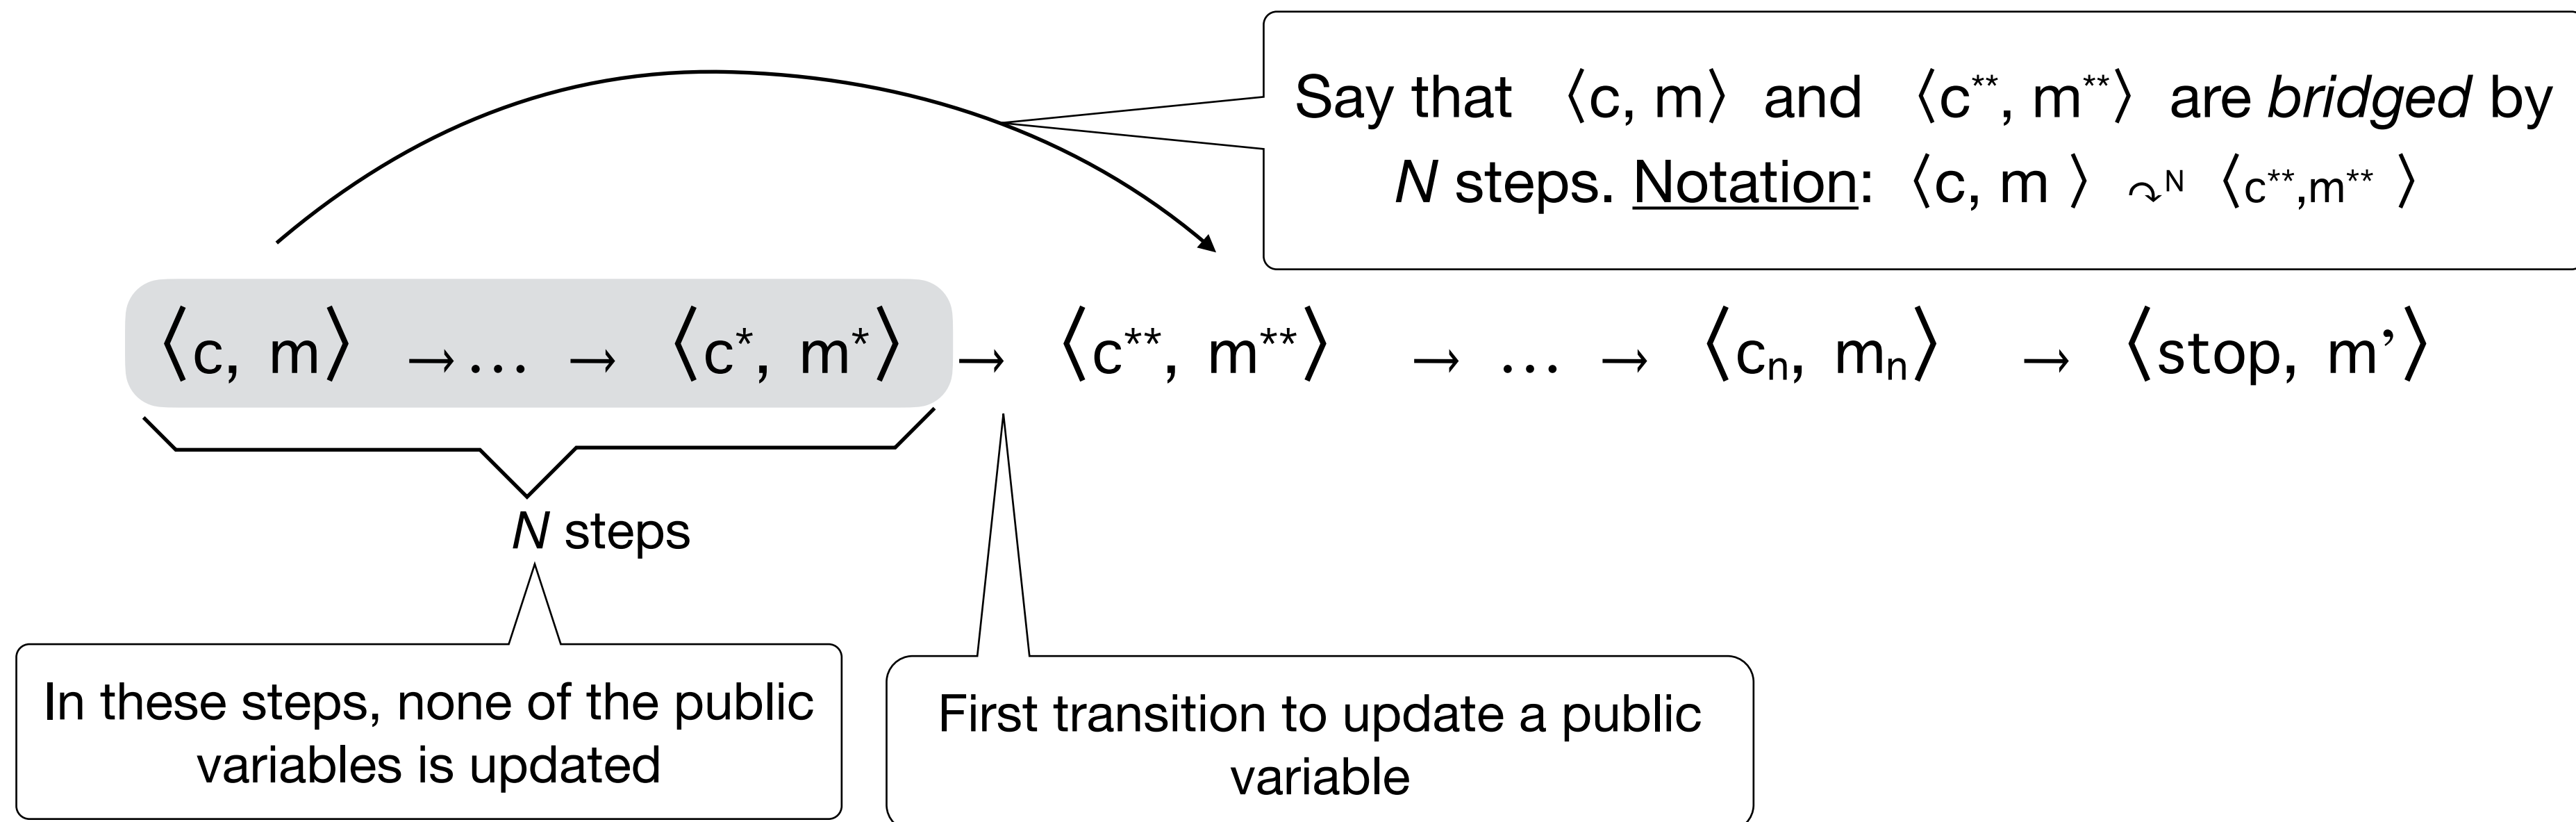 Say that ⟨c, m⟩ and ⟨c**, m**⟩ are bridged by
N steps. Notation: ⟨c, m ⟩ ↷N ⟨c**,m** ⟩
⟨c, m⟩ →… → ⟨c*, m*⟩ → ⟨c**, m**⟩ → … → ⟨cn, mn⟩ → ⟨stop, m’⟩
N steps
In these steps, none of the public
variables is updated
First transition to update a public
variable